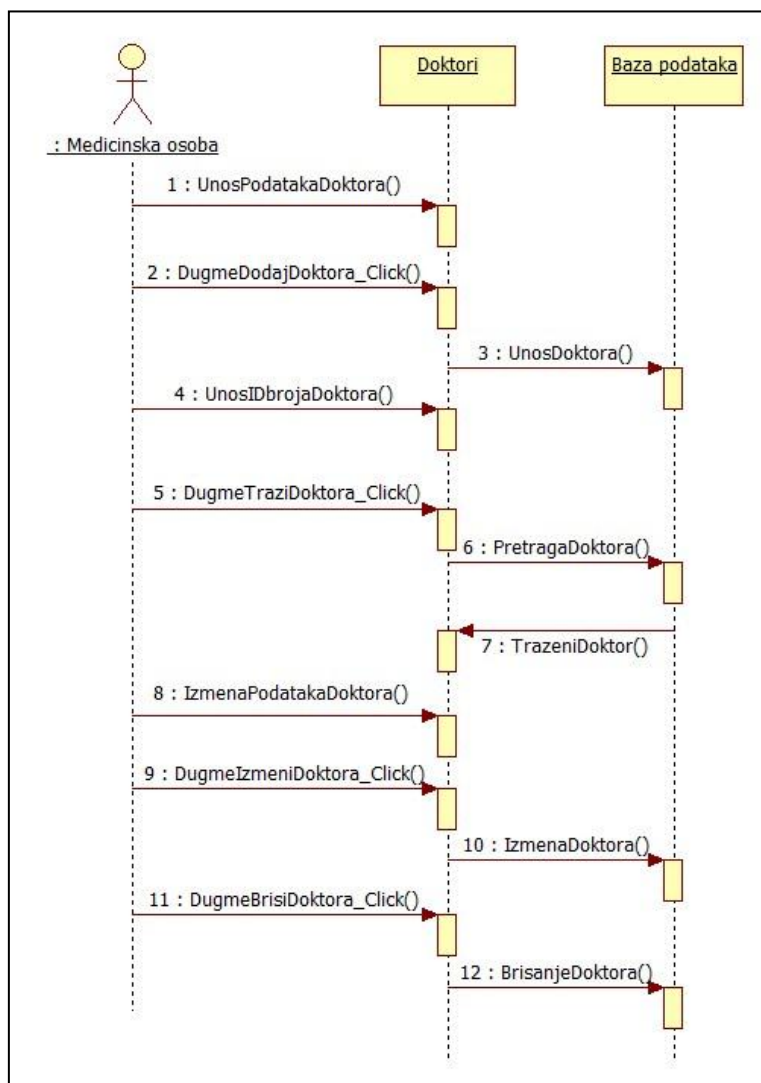 Doktori
Baza podataka
: Medicinska osoba
1 : UnosPodatakaDoktora()
2 : DugmeDodajDoktora_Click()
3 : UnosDoktora()
4 : UnosIDbrojaDoktora()
5 : DugmeTraziDoktora_Click()
6 : PretragaDoktora()
7 : TrazeniDoktor()
8 : IzmenaPodatakaDoktora()
9 : DugmeIzmeniDoktora_Click()
10 : IzmenaDoktora()
11 : DugmeBrisiDoktora_Click()
12 : BrisanjeDoktora()